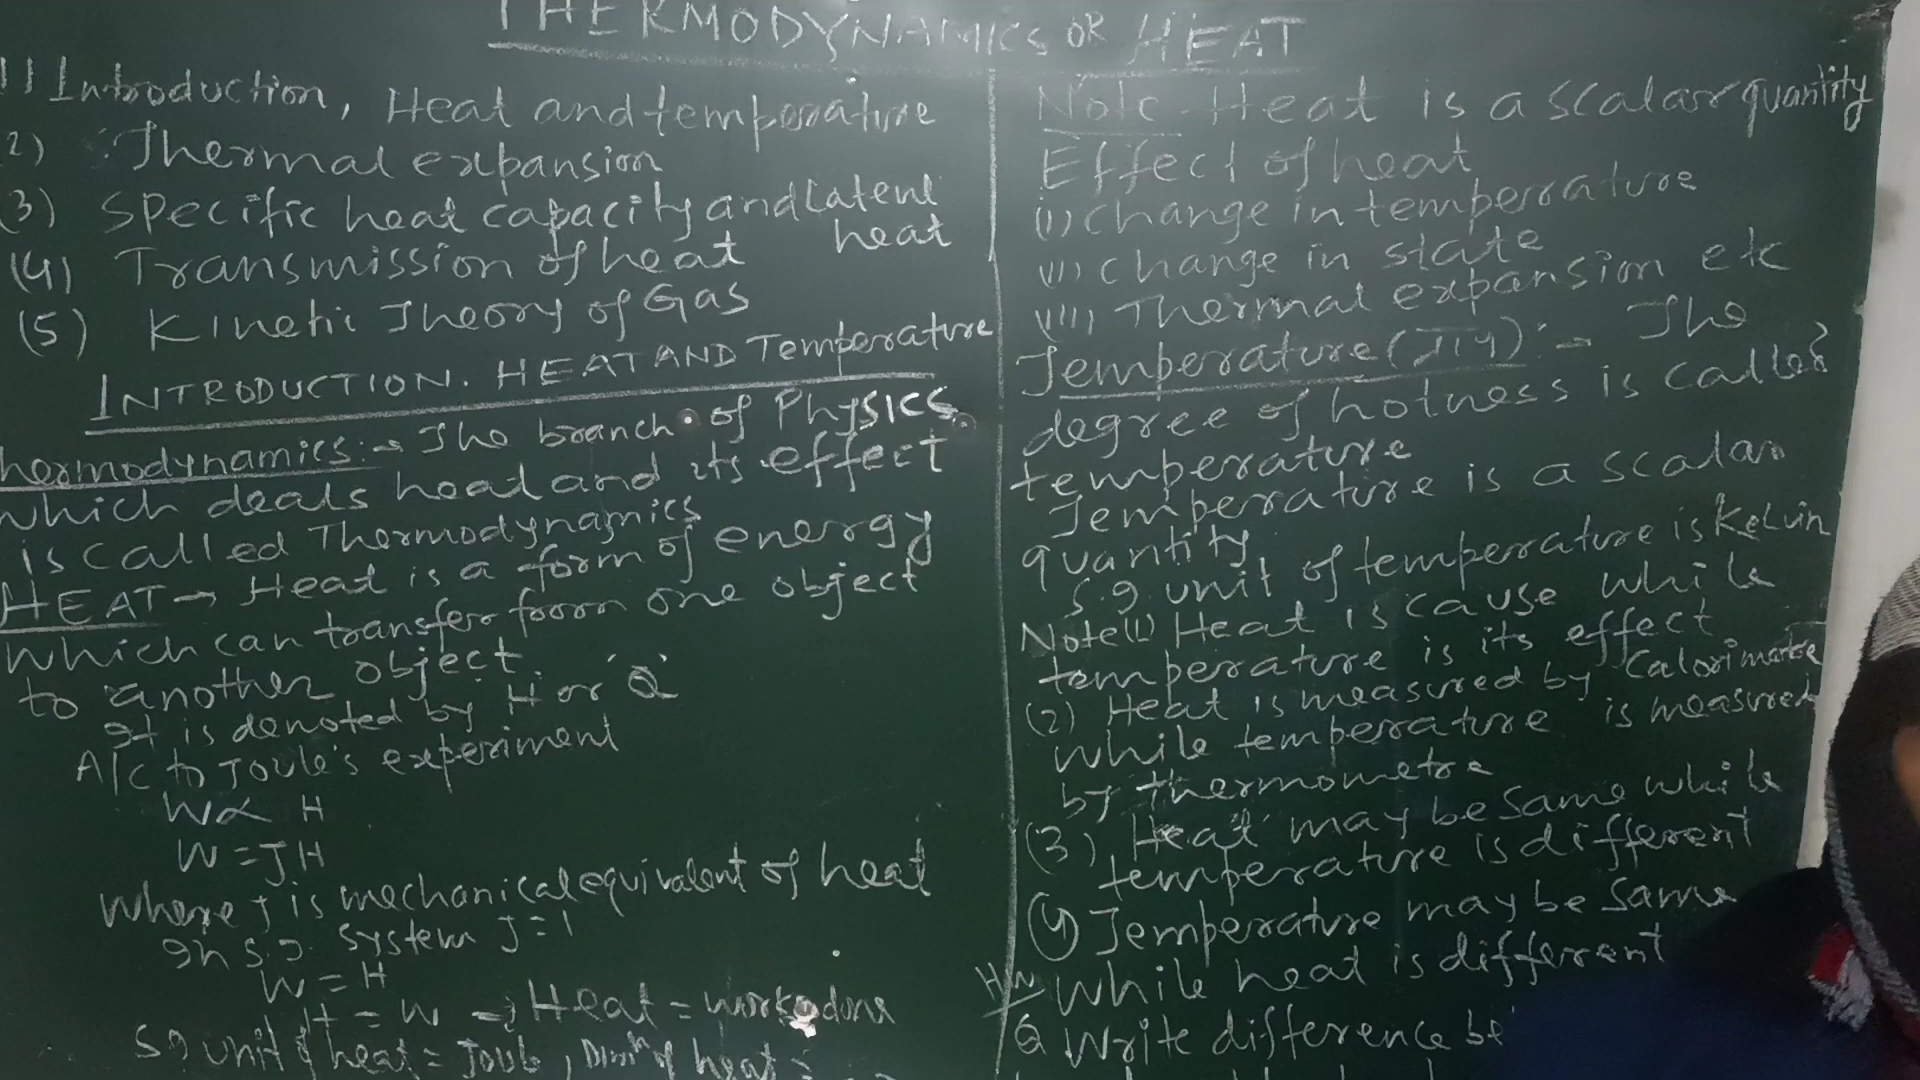 THERMODYNAMICS OR HEAT
1) Introduction, Heat and temperature
2) Thermal expansion
(3) Specific heat capacity and latent
heat
(4) Transmission of heat
(5) Kinetic Theory of Gas
INTRODUCTION. HEAT AND Temperature
hermodynamics:→ The branch of Physics
which deals heat and its effect
is called Thermodynamics
HEAT → Heat is a form of energy
which can transfer from one object
to another object.
It is denoted by 'H' or 'Q'
A/c to Joule's experiment
W ∝ H
W = JH
Where J is mechanical equivalent of heat
In S.I. system J = 1
W = H
H = W → Heat = work done
SI unit of heat = Joule, Dimn of heat =
Note Heat is a scalar quantity
Effect of heat
(i) Change in temperature
(ii) Change in state
(iii) Thermal expansion etc
Temperature :- The
degree of hotness is called
temperature
Temperature is a scalar
quantity.
S.I. unit of temperature is Kelvin
Note (1) Heat is cause while
temperature is its effect
(2) Heat is measured by Calorimatre
while temperature is measured
by thermometre
(3) Heat may be same while
temperature is different
(4) Temperature may be same
while heat is different
HW
Q Write difference be